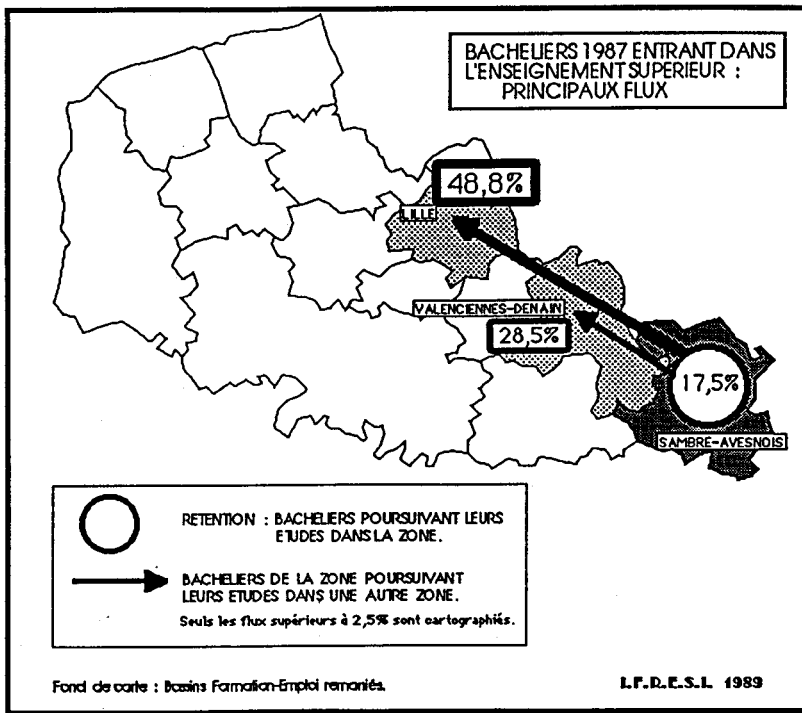 BACHELIERS 1987 ENTRANT DANS
L'ENSEIGNEMENT SUPERIEUR :
PRINCIPAUX FLUX
48,8%
LILLE
VALENCIENNES-DENAIN
28,5%
17,5%
SAMBRE-AVESNOIS
RETENTION : BACHELIERS POURSUIVANT LEURS
ETUDES DANS LA ZONE.
BACHELIERS DE LA ZONE POURSUIVANT
LEURS ETUDES DANS UNE AUTRE ZONE.
Seuls les flux supérieurs à 2,5% sont cartographiés.
Fond de carte : Bassins Formation-Emploi remaniés.
I.F.R.E.S.I. 1989